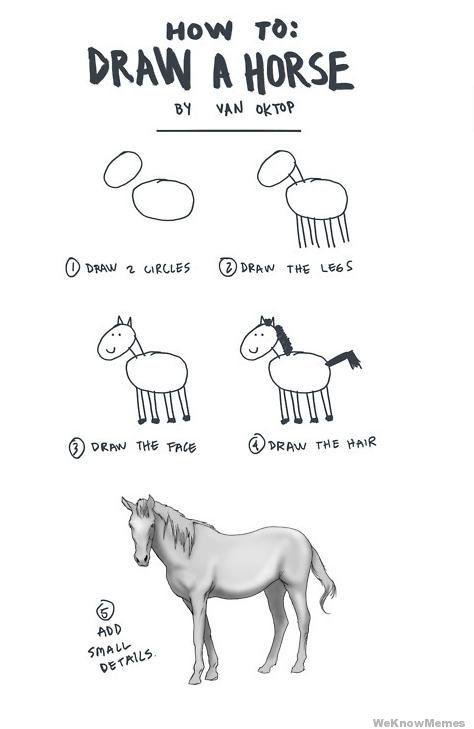 HOW TO:
DRAW A HORSE
BY VAN OKTOP
① DRAW 2 CIRCLES
② DRAW THE LEGS
③ DRAW THE FACE
④ DRAW THE HAIR
⑤
ADD
SMALL
DETAILS.
WeKnowMemes